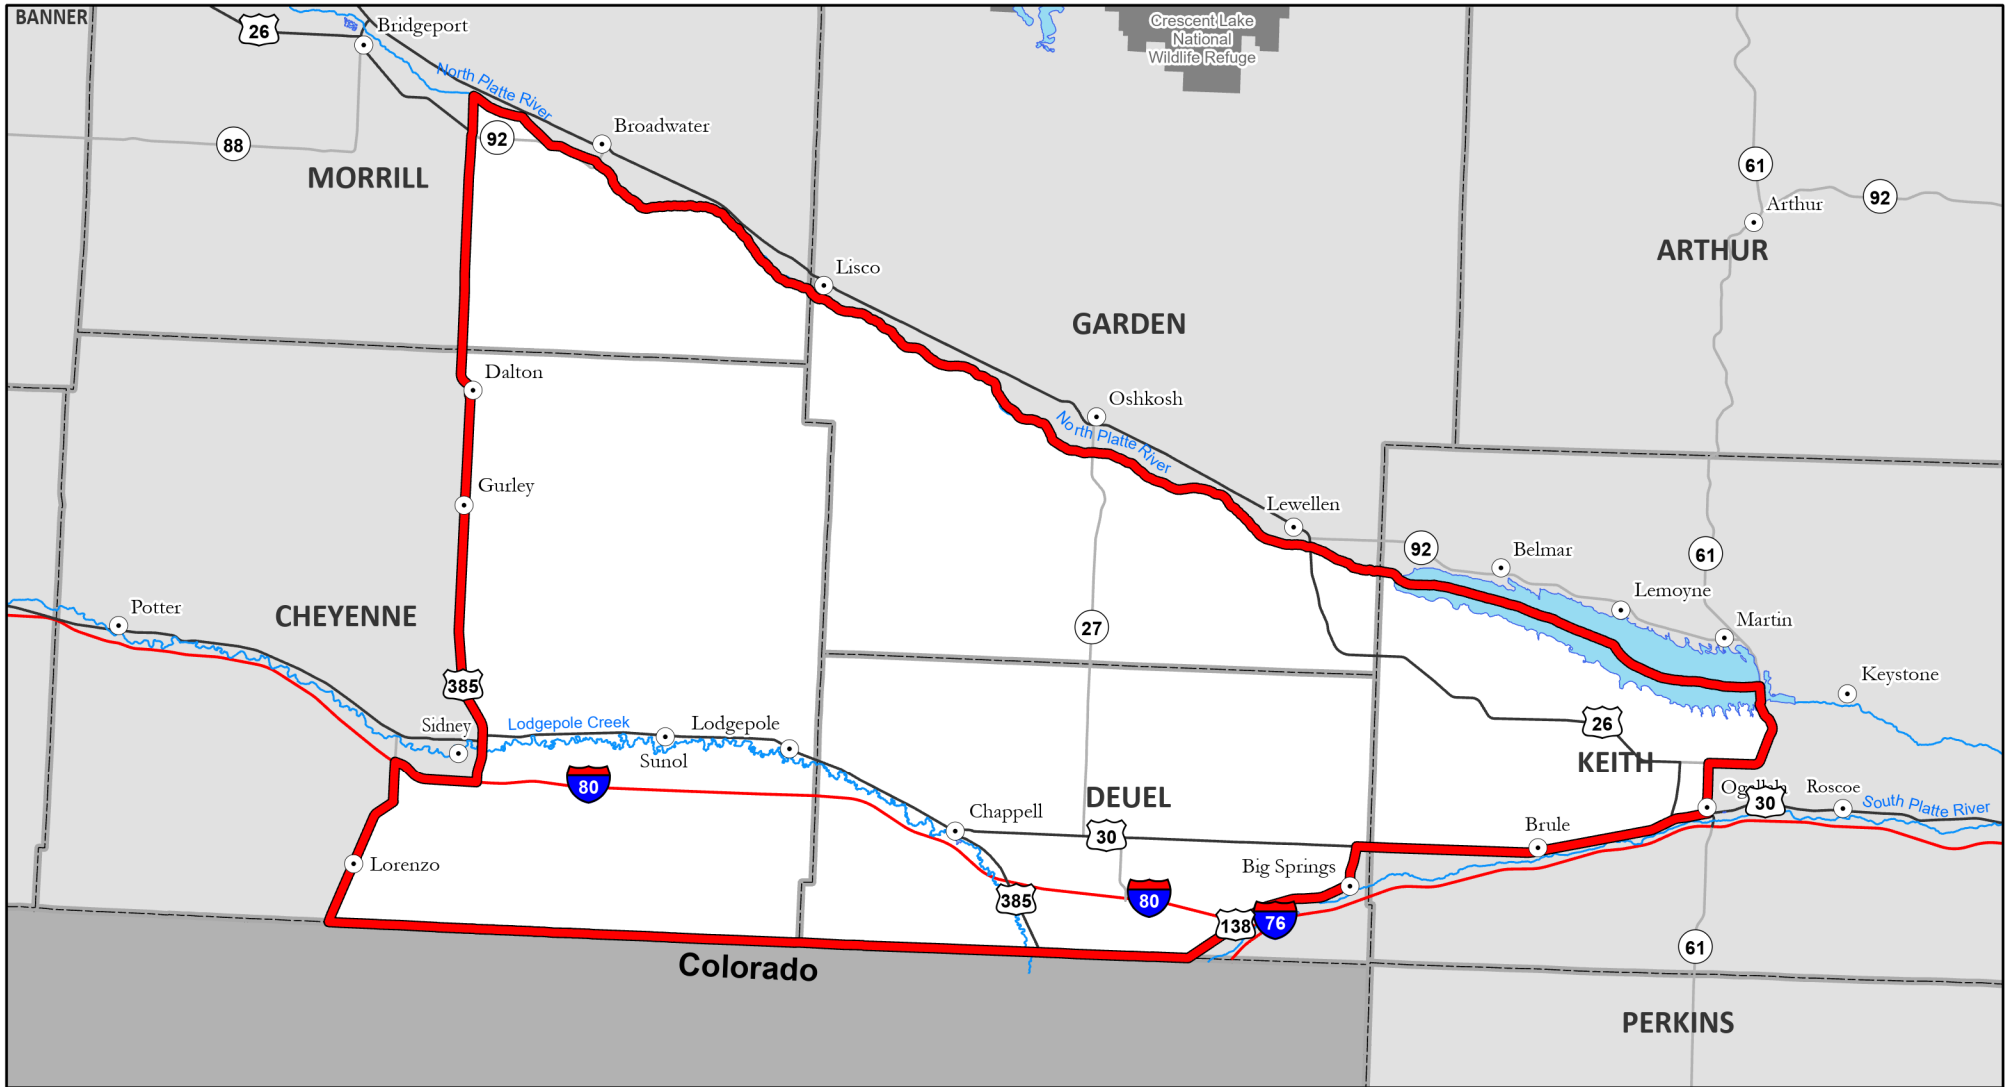 BANNER
26
Bridgeport
Crescent Lake
National
Wildlife Refuge
North Platte River
Broadwater
92
88
MORRILL
61
92
Arthur
ARTHUR
Lisco
GARDEN
Dalton
Oshkosh
North Platte River
Gurley
Lewellen
92
Belmar
61
Lemoyne
Martin
Potter
CHEYENNE
27
Keystone
385
Sidney
Lodgepole Creek
Lodgepole
Sunol
26
KEITH
80
DEUEL
Chappell
30
30
Roscoe
South Platte River
Brule
Big Springs
Lorenzo
385
80
138
76
61
Colorado
PERKINS